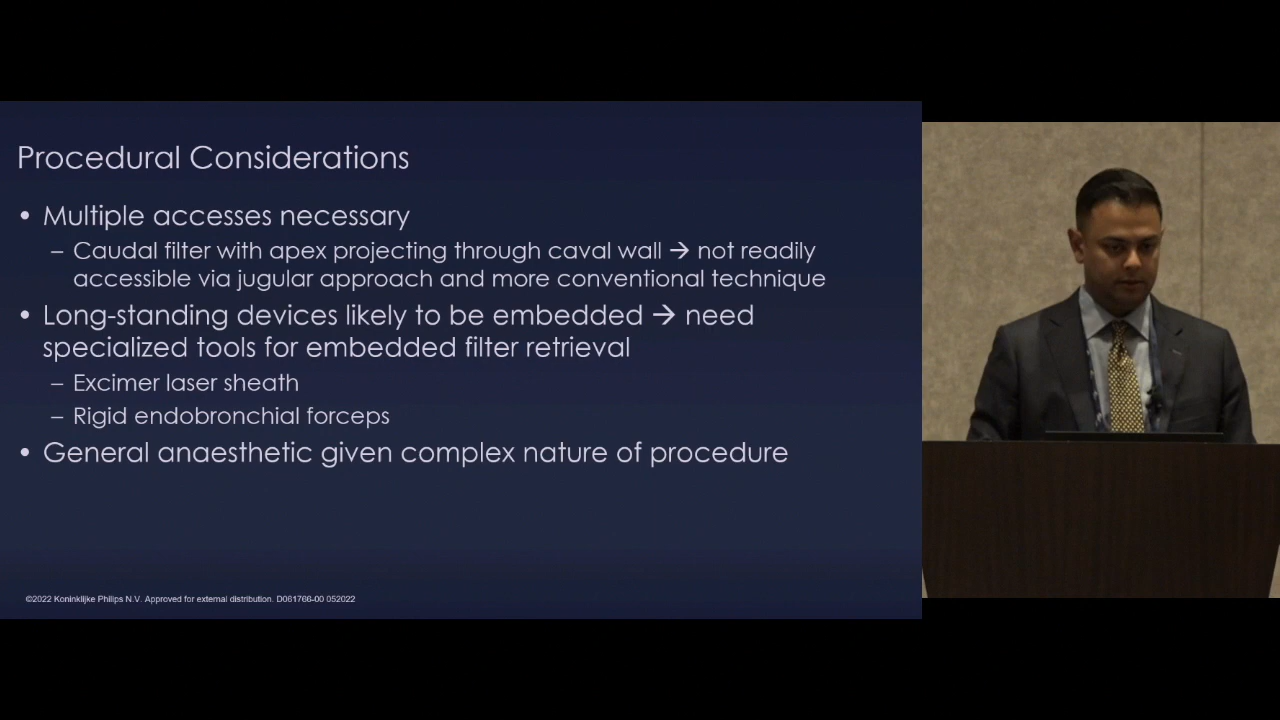 Procedural Considerations
• Multiple accesses necessary
– Caudal filter with apex projecting through caval wall → not readily
accessible via jugular approach and more conventional technique
• Long-standing devices likely to be embedded → need
specialized tools for embedded filter retrieval
– Excimer laser sheath
– Rigid endobronchial forceps
• General anaesthetic given complex nature of procedure
©2022 Koninklijke Philips N.V. Approved for external distribution. D061766-00 052022